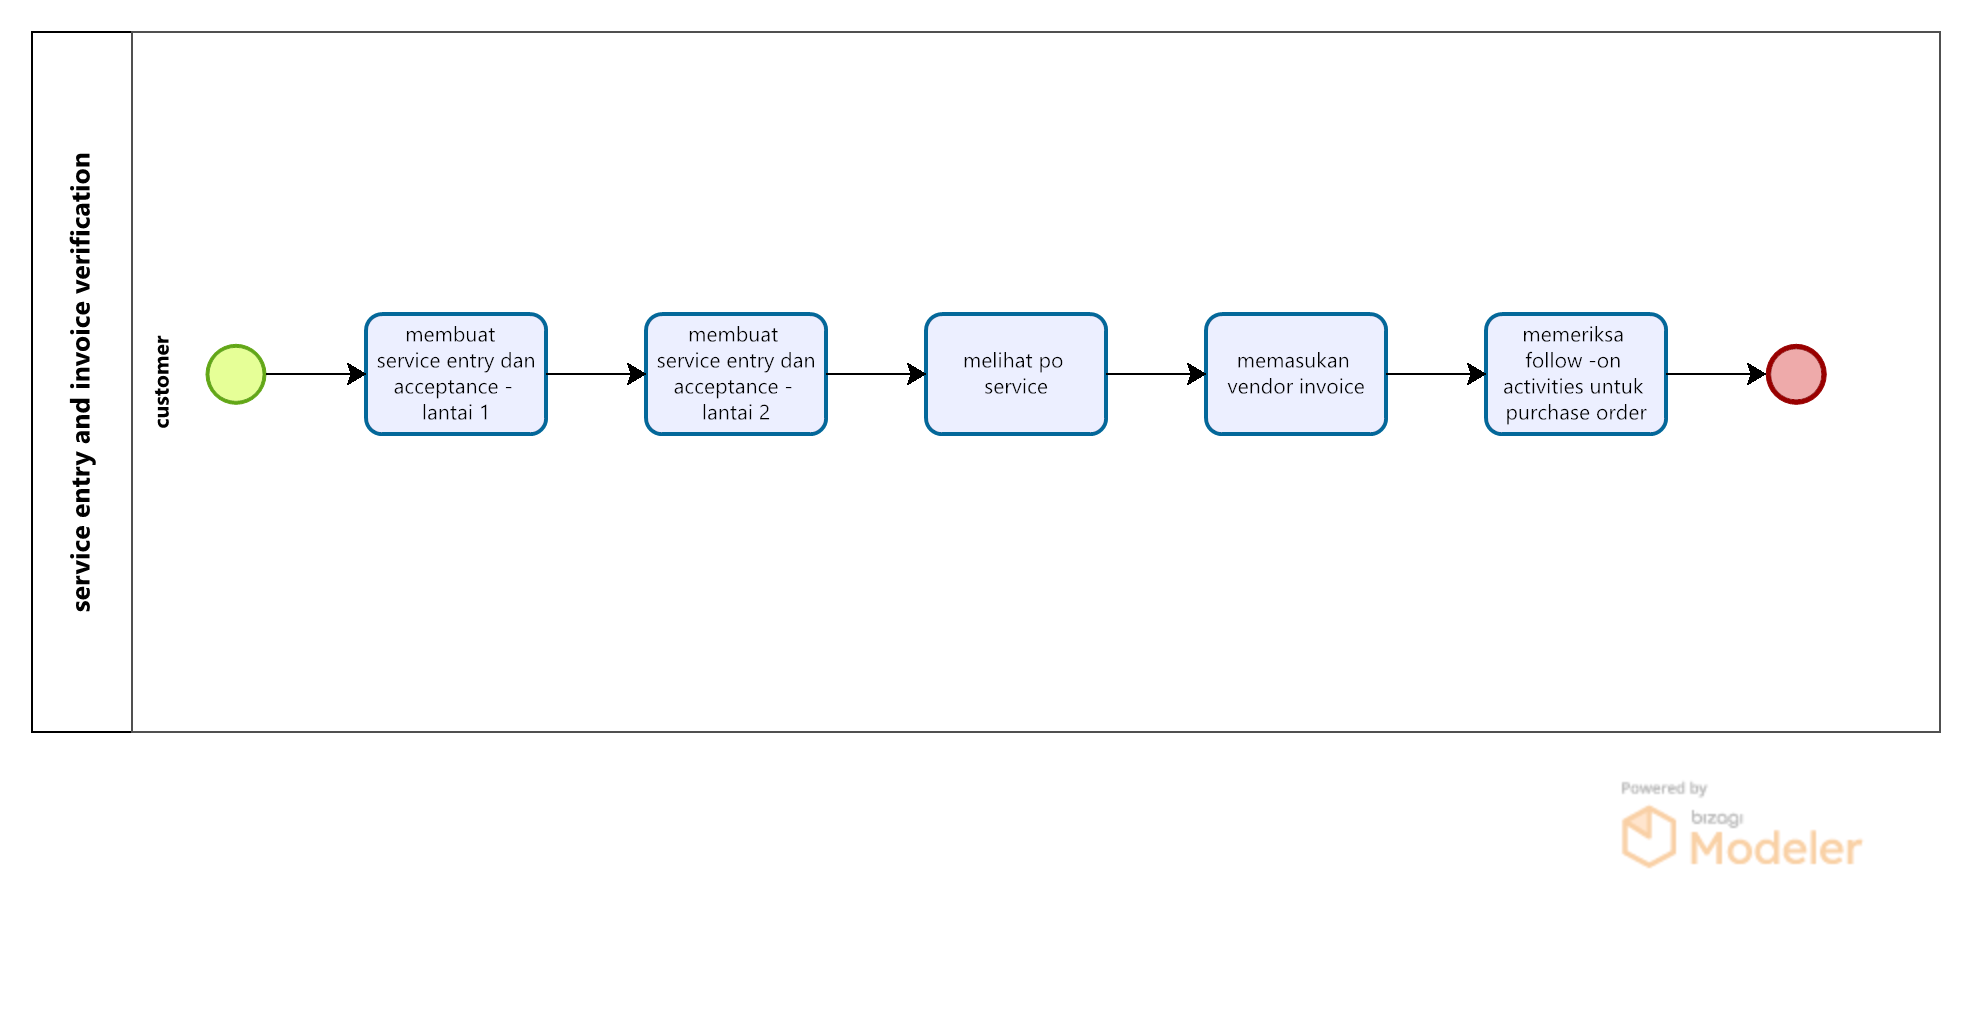 service entry and invoice verification
customer
membuat
service entry dan
acceptance -
lantai 1
membuat
service entry dan
acceptance -
lantai 2
melihat po
service
memasukan
vendor invoice
memeriksa
follow -on
activities untuk
purchase order
Powered by
bizagi
Modeler